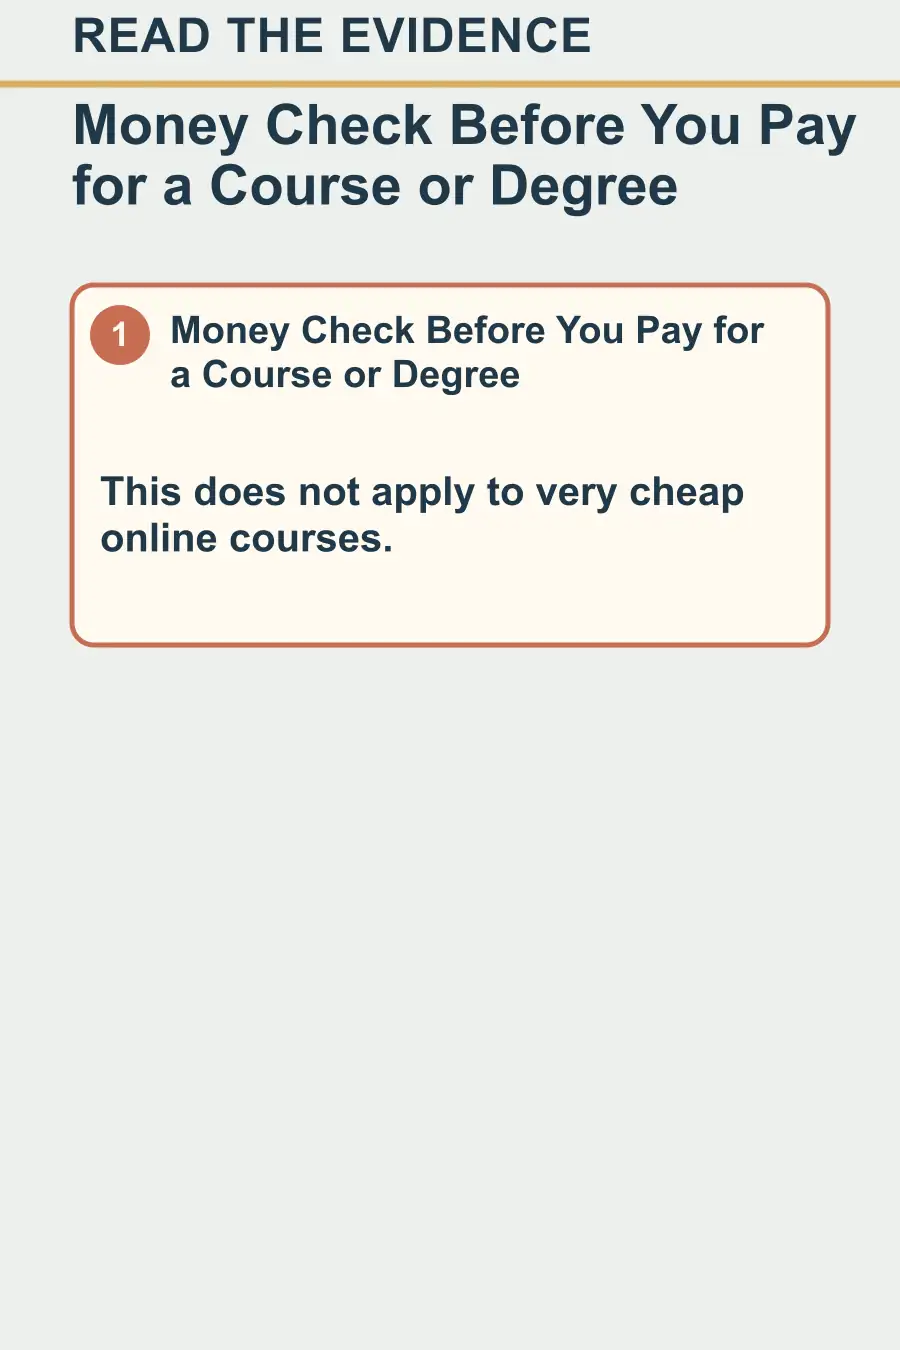 READ THE EVIDENCE
Money Check Before You Pay
for a Course or Degree
1
Money Check Before You Pay for
a Course or Degree
This does not apply to very cheap
online courses.